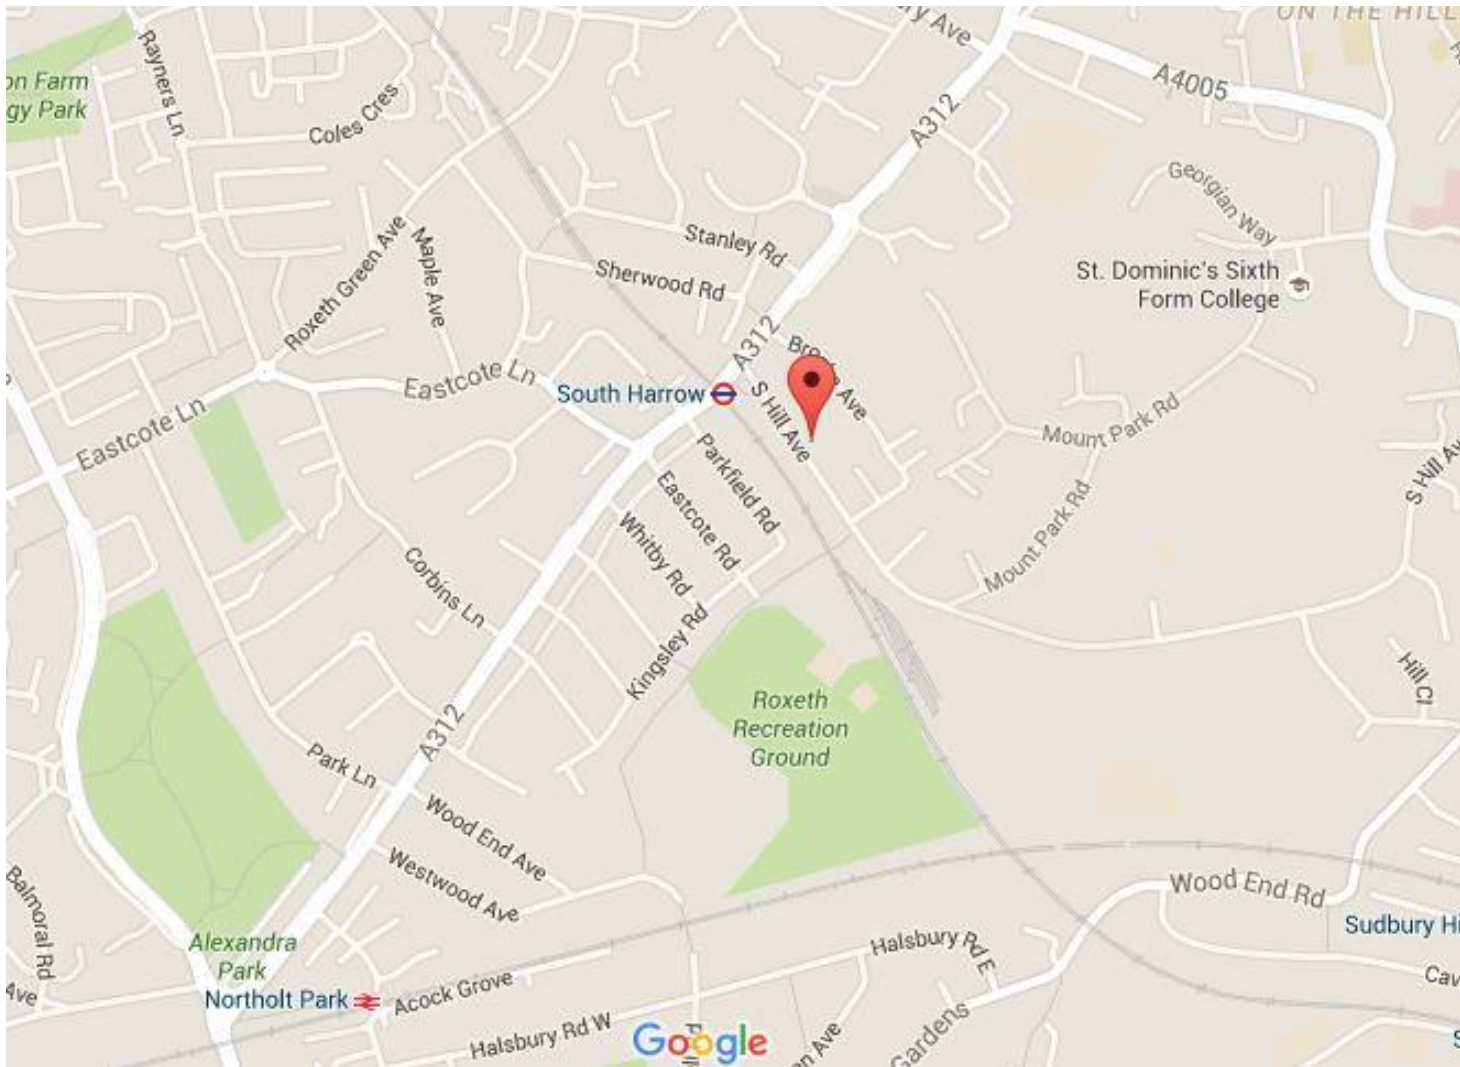 ON THE HILL
ry Ave
Rayners Ln
on Farm
gy Park
A4005
Coles Cres
A312
Georgian Way
Maple Ave
Roxeth Green Ave
Stanley Rd
Sherwood Rd
St. Dominic's Sixth
Form College
A312
Eastcote Ln
South Harrow
S Hill Ave
Ave
Eastcote Ln
Mount Park Rd
Parkfield Rd
S Hill Av
Eastcote Rd
Whitby Rd
Mount Park Rd
Corbins Ln
Kingsley Rd
Hill Cl
Roxeth
Recreation
Ground
A312
Park Ln
Wood End Ave
Westwood Ave
Wood End Rd
Balmoral Rd
Sudbury Hi
Alexandra
Park
Halsbury Rd E
Cav
Ave
Northolt Park
Acock Grove
Halsbury Rd W
Google
en Ave
Gardens